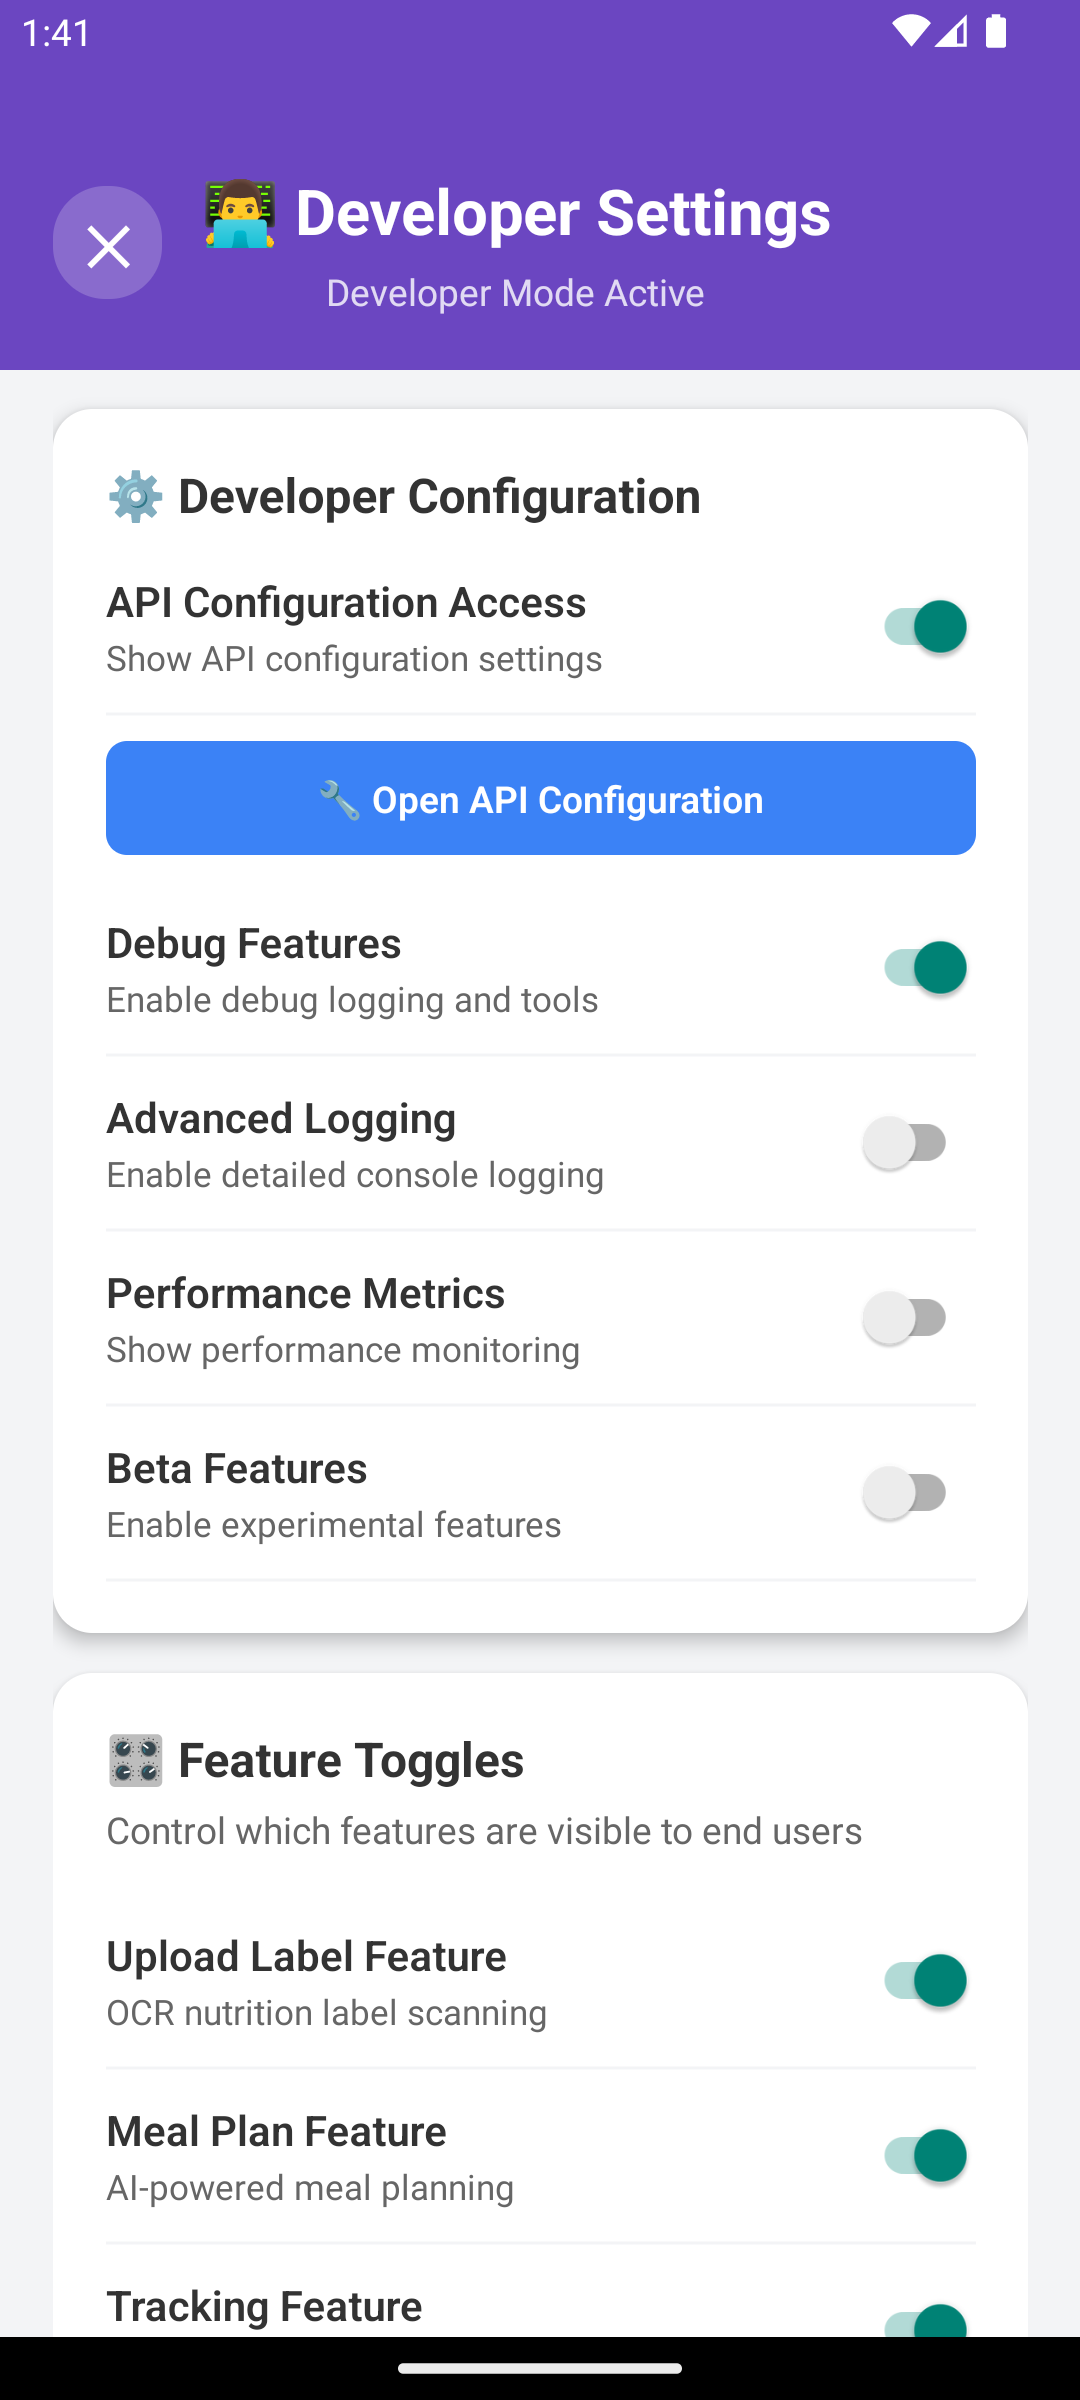 1:41
Developer Settings
Developer Mode Active
Developer Configuration
API Configuration Access
Show API configuration settings
Open API Configuration
Debug Features
Enable debug logging and tools
Advanced Logging
Enable detailed console logging
Performance Metrics
Show performance monitoring
Beta Features
Enable experimental features
Feature Toggles
Control which features are visible to end users
Upload Label Feature
OCR nutrition label scanning
Meal Plan Feature
AI-powered meal planning
Tracking Feature